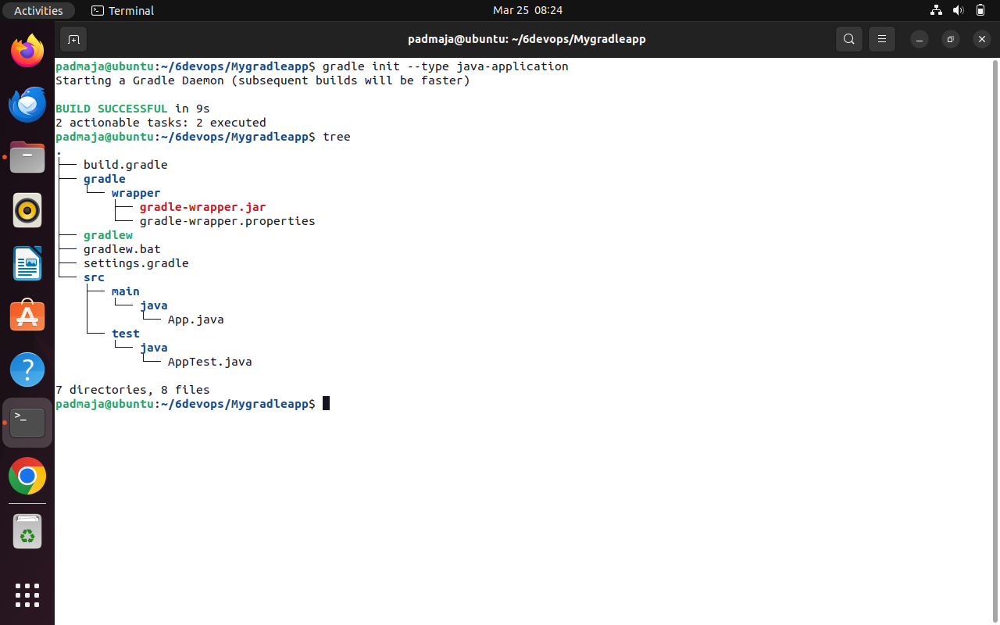 Activities Terminal Mar 25 08:24
padmaja@ubuntu: ~/6devops/Mygradleapp
padmaja@ubuntu:~/6devops/Mygradleapp$ gradle init --type java-application
Starting a Gradle Daemon (subsequent builds will be faster)
BUILD SUCCESSFUL in 9s
2 actionable tasks: 2 executed
padmaja@ubuntu:~/6devops/Mygradleapp$ tree
.
├── build.gradle
├── gradle
│   └── wrapper
│       ├── gradle-wrapper.jar
│       └── gradle-wrapper.properties
├── gradlew
├── gradlew.bat
├── settings.gradle
└── src
    ├── main
    │   └── java
    │       └── App.java
    └── test
        └── java
            └── AppTest.java
7 directories, 8 files
padmaja@ubuntu:~/6devops/Mygradleapp$